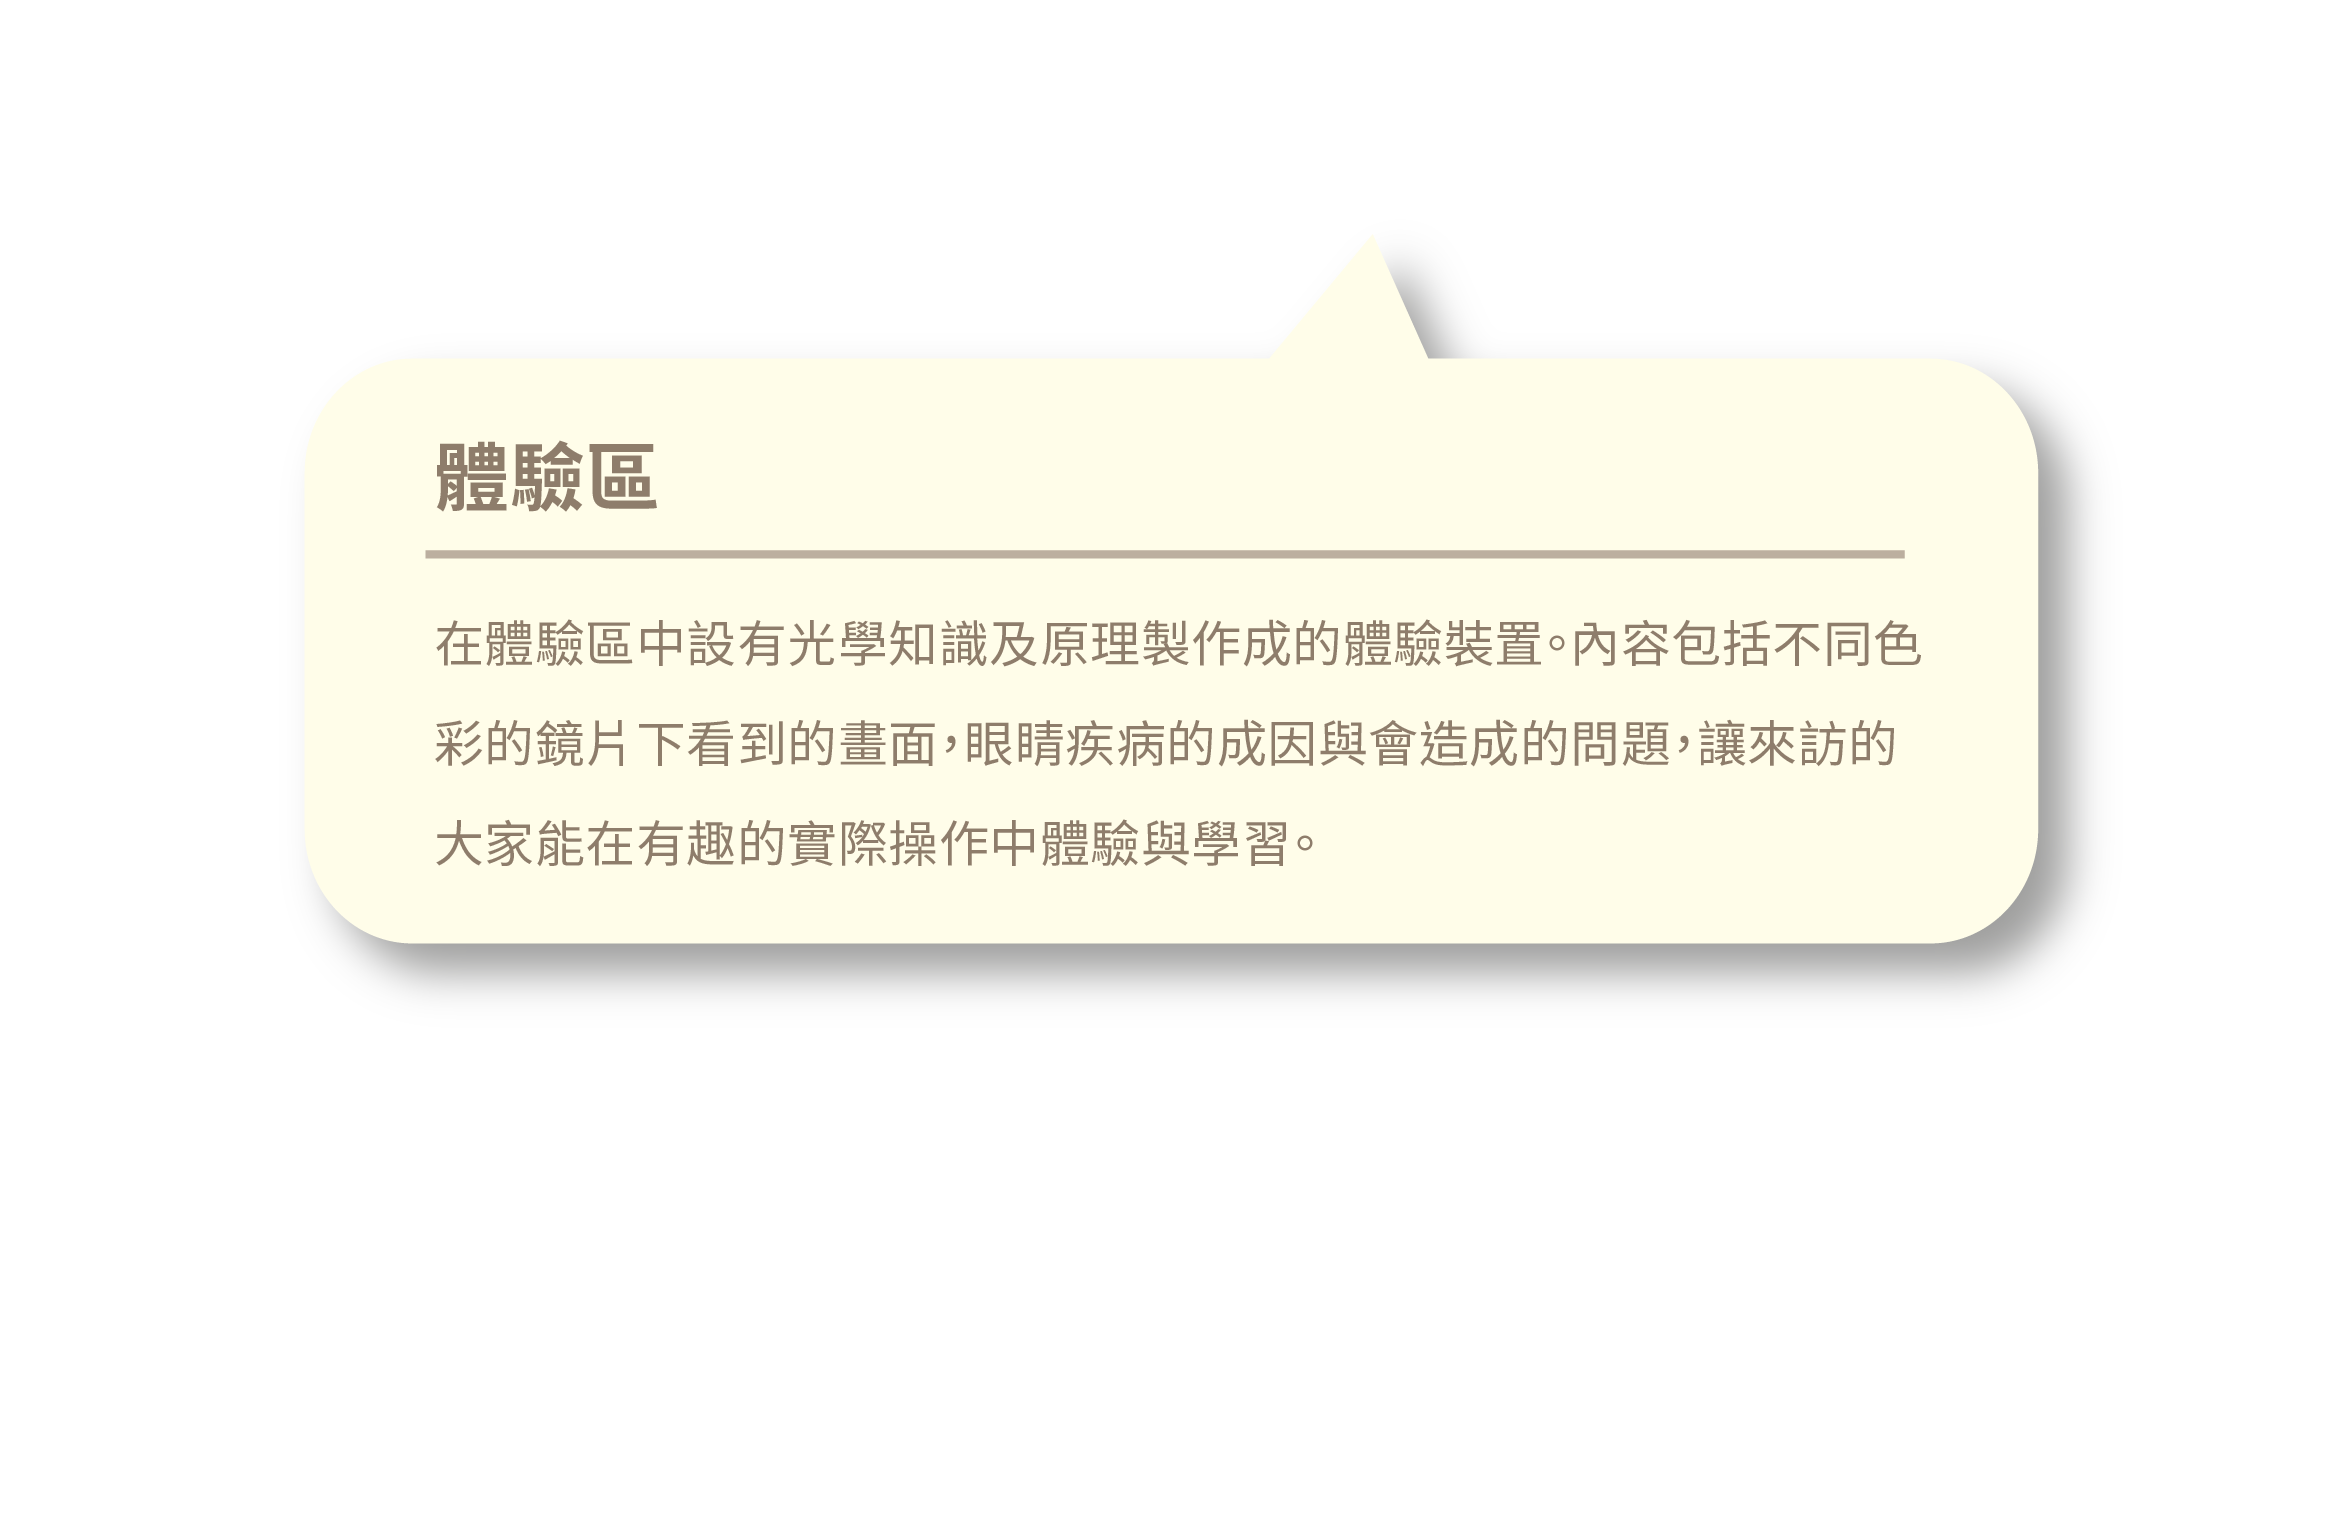 體驗區
在體驗區中設有光學知識及原理製作成的體驗裝置。內容包括不同色
彩的鏡片下看到的畫面，眼睛疾病的成因與會造成的問題，讓來訪的
大家能在有趣的實際操作中體驗與學習。